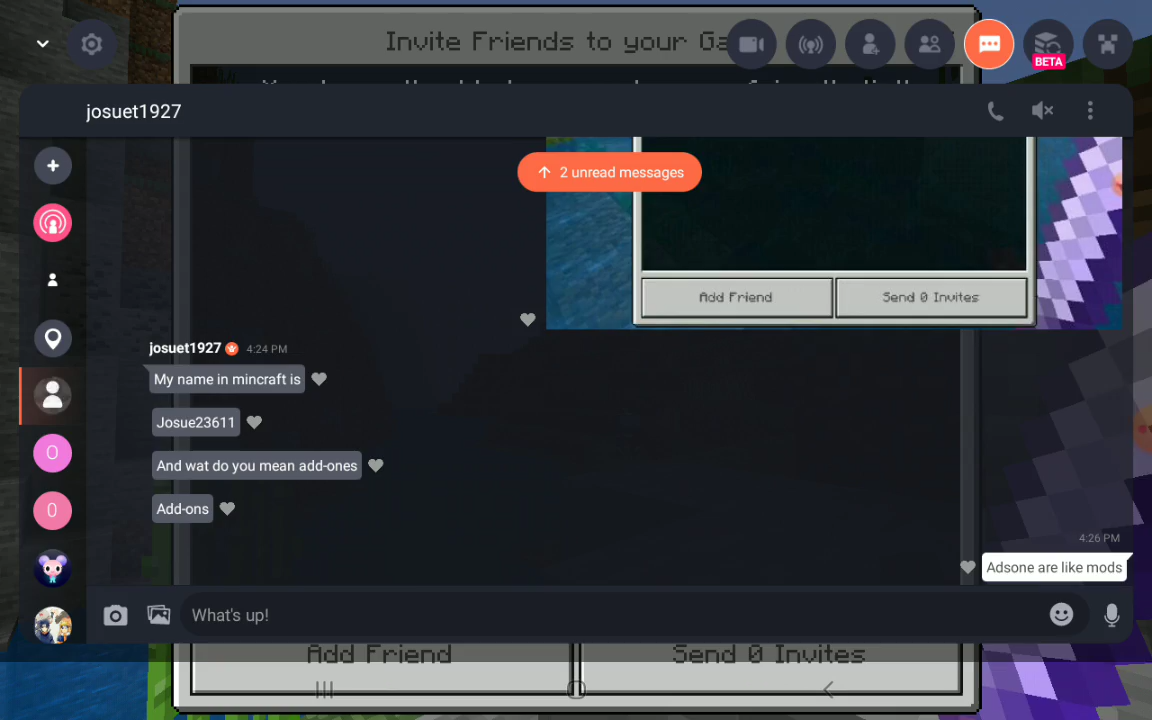 Invite Friends to your Ga
BETA
josuet1927
2 unread messages
Add Friend
Send 0 Invites
josuet1927 4:24 PM
My name in mincraft is
Josue23611
And wat do you mean add-ones
Add-ons
4:26 PM
Adsone are like mods
O
0
What's up!
Add Friend
Send 0 Invites